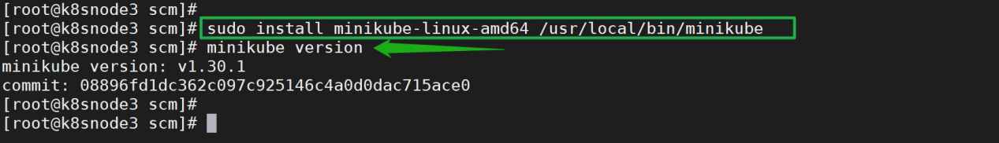 [root@k8snode3 scm]#
[root@k8snode3 scm]# sudo install minikube-linux-amd64 /usr/local/bin/minikube
[root@k8snode3 scm]# minikube version
minikube version: v1.30.1
commit: 08896fd1dc362c097c925146c4a0d0dac715ace0
[root@k8snode3 scm]#
[root@k8snode3 scm]#